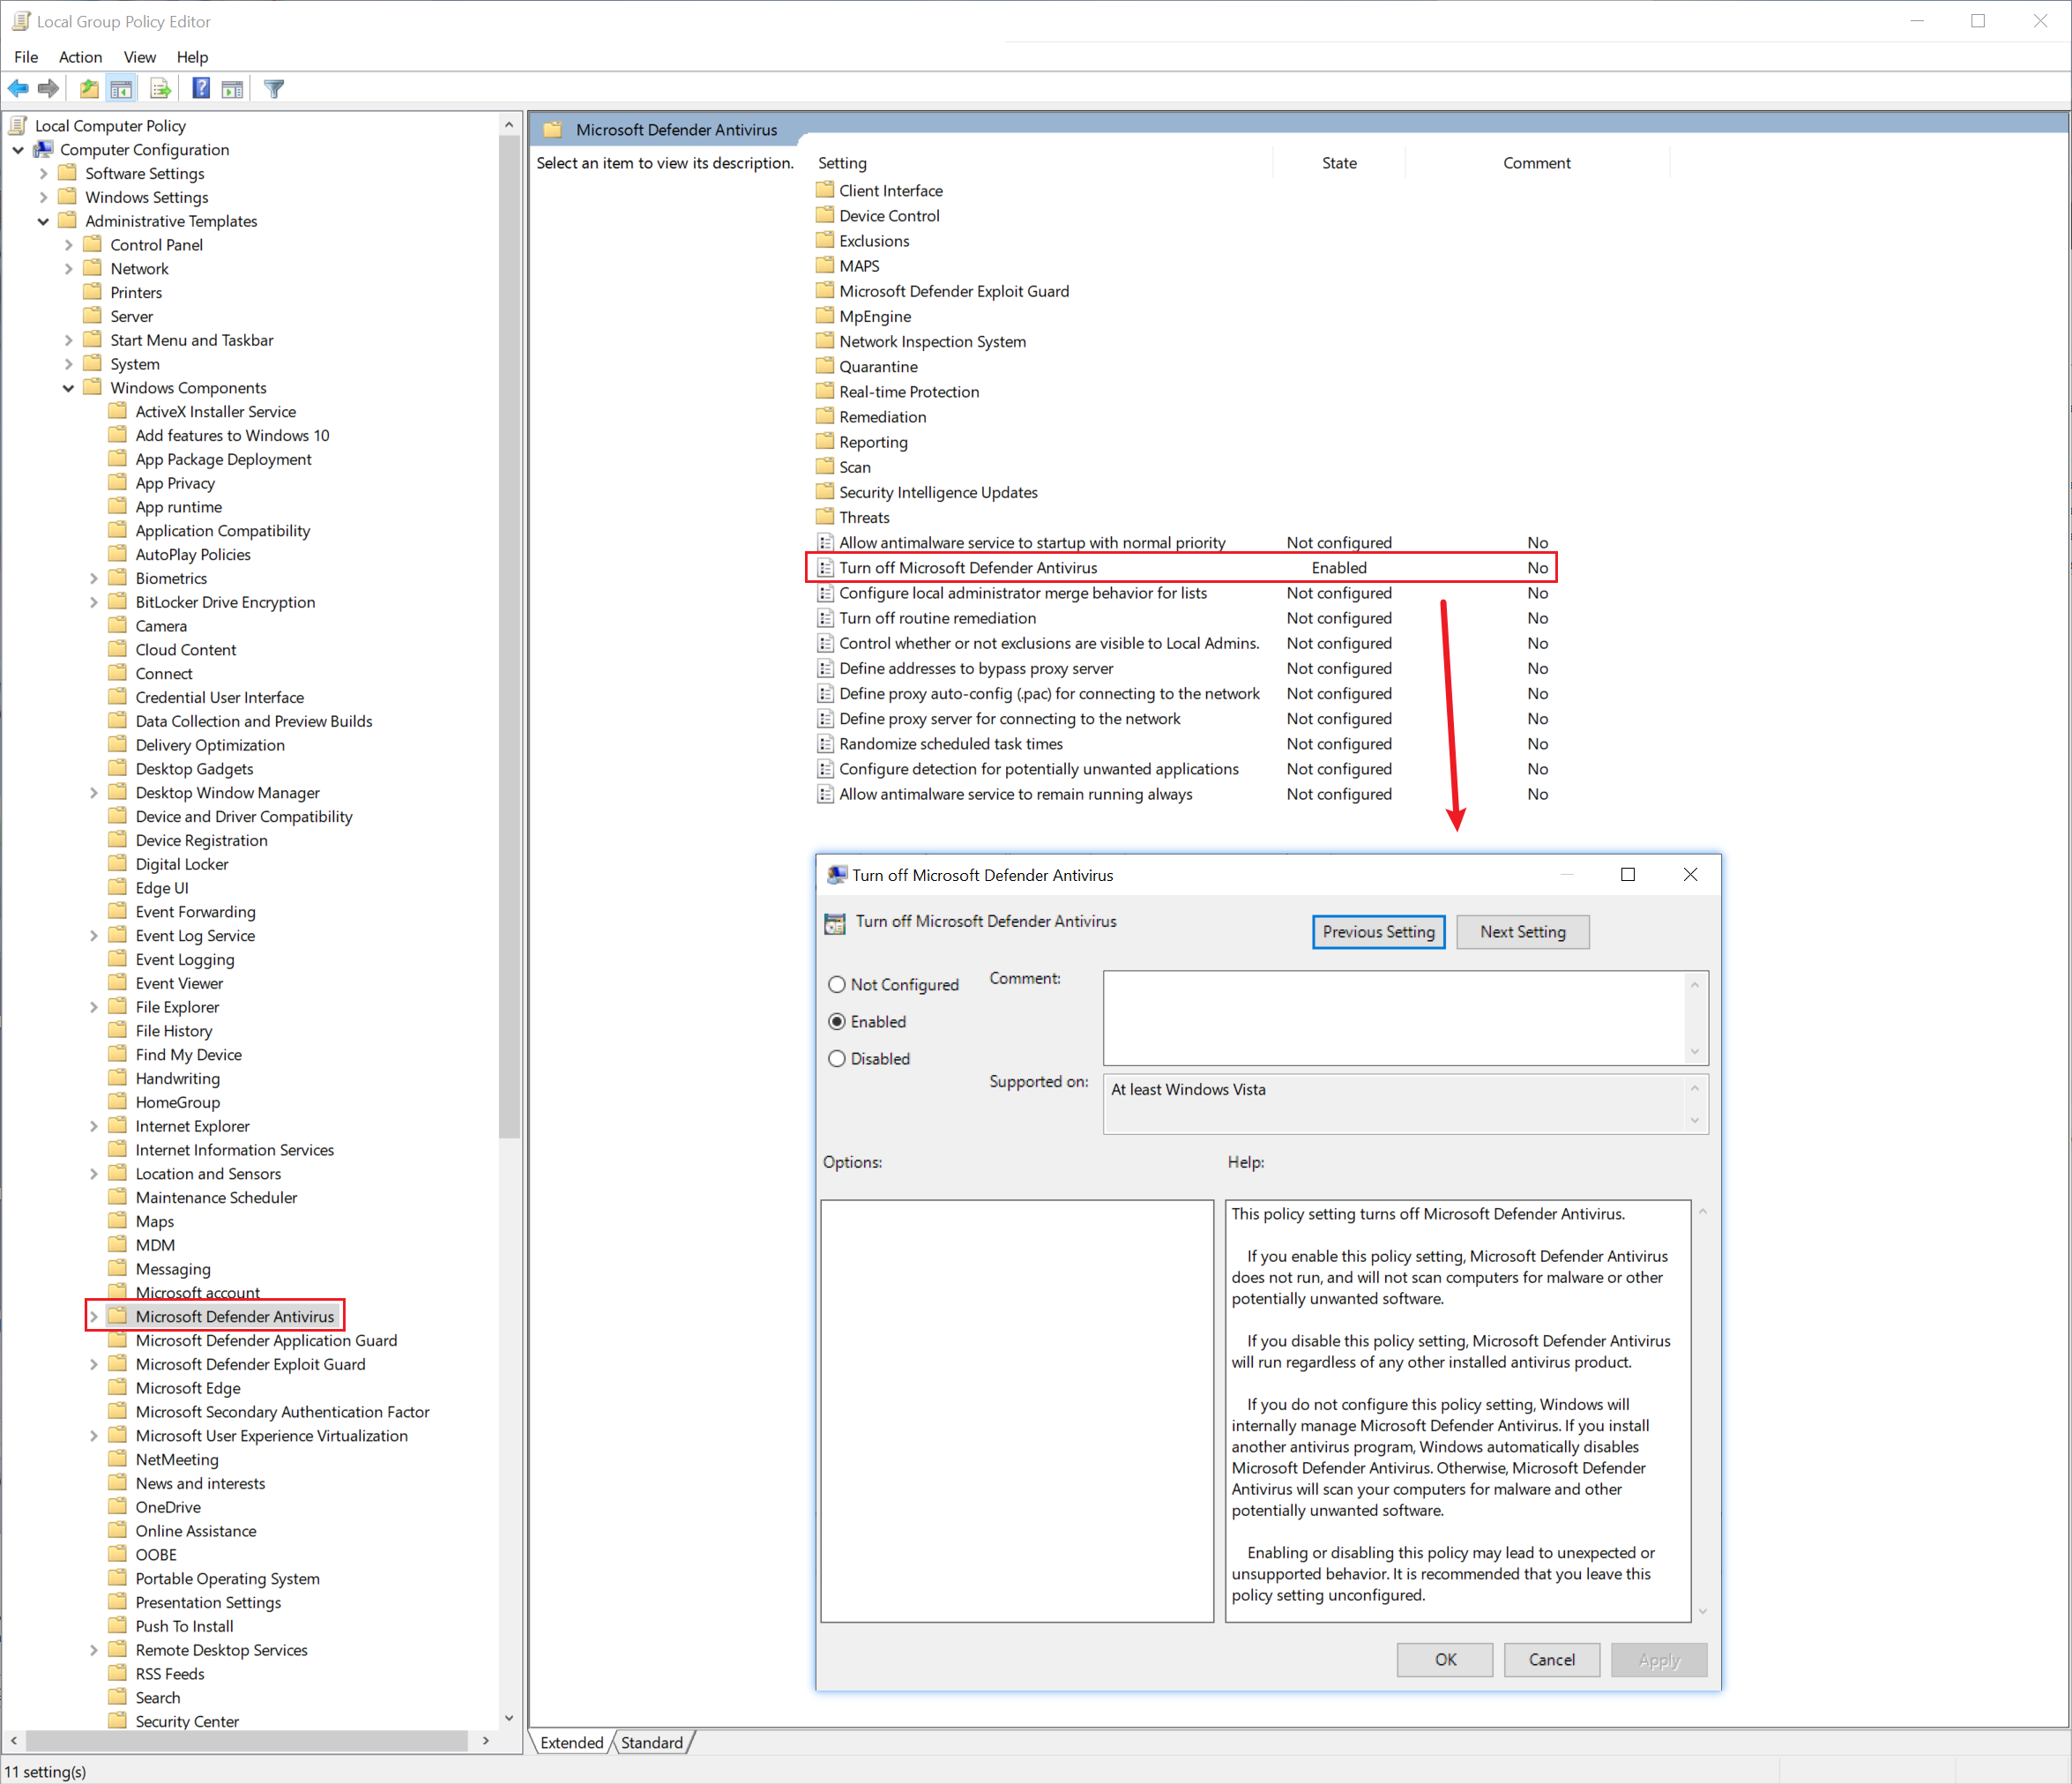 Local Group Policy Editor
File Action View Help
Local Computer Policy
Computer Configuration
Software Settings
Windows Settings
Administrative Templates
Control Panel
Network
Printers
Server
Start Menu and Taskbar
System
Windows Components
ActiveX Installer Service
Add features to Windows 10
App Package Deployment
App Privacy
App runtime
Application Compatibility
AutoPlay Policies
Biometrics
BitLocker Drive Encryption
Camera
Cloud Content
Connect
Credential User Interface
Data Collection and Preview Builds
Delivery Optimization
Desktop Gadgets
Desktop Window Manager
Device and Driver Compatibility
Device Registration
Digital Locker
Edge UI
Event Forwarding
Event Log Service
Event Logging
Event Viewer
File Explorer
File History
Find My Device
Handwriting
HomeGroup
Internet Explorer
Internet Information Services
Location and Sensors
Maintenance Scheduler
Maps
MDM
Messaging
Microsoft account
Microsoft Defender Antivirus
Microsoft Defender Application Guard
Microsoft Defender Exploit Guard
Microsoft Edge
Microsoft Secondary Authentication Factor
Microsoft User Experience Virtualization
NetMeeting
News and interests
OneDrive
Online Assistance
OOBE
Portable Operating System
Presentation Settings
Push To Install
Remote Desktop Services
RSS Feeds
Search
Security Center
Microsoft Defender Antivirus
Select an item to view its description.
Setting State Comment
Client Interface
Device Control
Exclusions
MAPS
Microsoft Defender Exploit Guard
MpEngine
Network Inspection System
Quarantine
Real-time Protection
Remediation
Reporting
Scan
Security Intelligence Updates
Threats
Allow antimalware service to startup with normal priority Not configured No
Turn off Microsoft Defender Antivirus Enabled No
Configure local administrator merge behavior for lists Not configured No
Turn off routine remediation Not configured No
Control whether or not exclusions are visible to Local Admins. Not configured No
Define addresses to bypass proxy server Not configured No
Define proxy auto-config (.pac) for connecting to the network Not configured No
Define proxy server for connecting to the network Not configured No
Randomize scheduled task times Not configured No
Configure detection for potentially unwanted applications Not configured No
Allow antimalware service to remain running always Not configured No
Turn off Microsoft Defender Antivirus
Turn off Microsoft Defender Antivirus
Previous Setting Next Setting
Not Configured
Enabled
Disabled
Comment:
Supported on:
At least Windows Vista
Options:
Help:
This policy setting turns off Microsoft Defender Antivirus.
If you enable this policy setting, Microsoft Defender Antivirus
does not run, and will not scan computers for malware or other
potentially unwanted software.
If you disable this policy setting, Microsoft Defender Antivirus
will run regardless of any other installed antivirus product.
If you do not configure this policy setting, Windows will
internally manage Microsoft Defender Antivirus. If you install
another antivirus program, Windows automatically disables
Microsoft Defender Antivirus. Otherwise, Microsoft Defender
Antivirus will scan your computers for malware and other
potentially unwanted software.
Enabling or disabling this policy may lead to unexpected or
unsupported behavior. It is recommended that you leave this
policy setting unconfigured.
OK Cancel Apply
Extended Standard
11 setting(s)